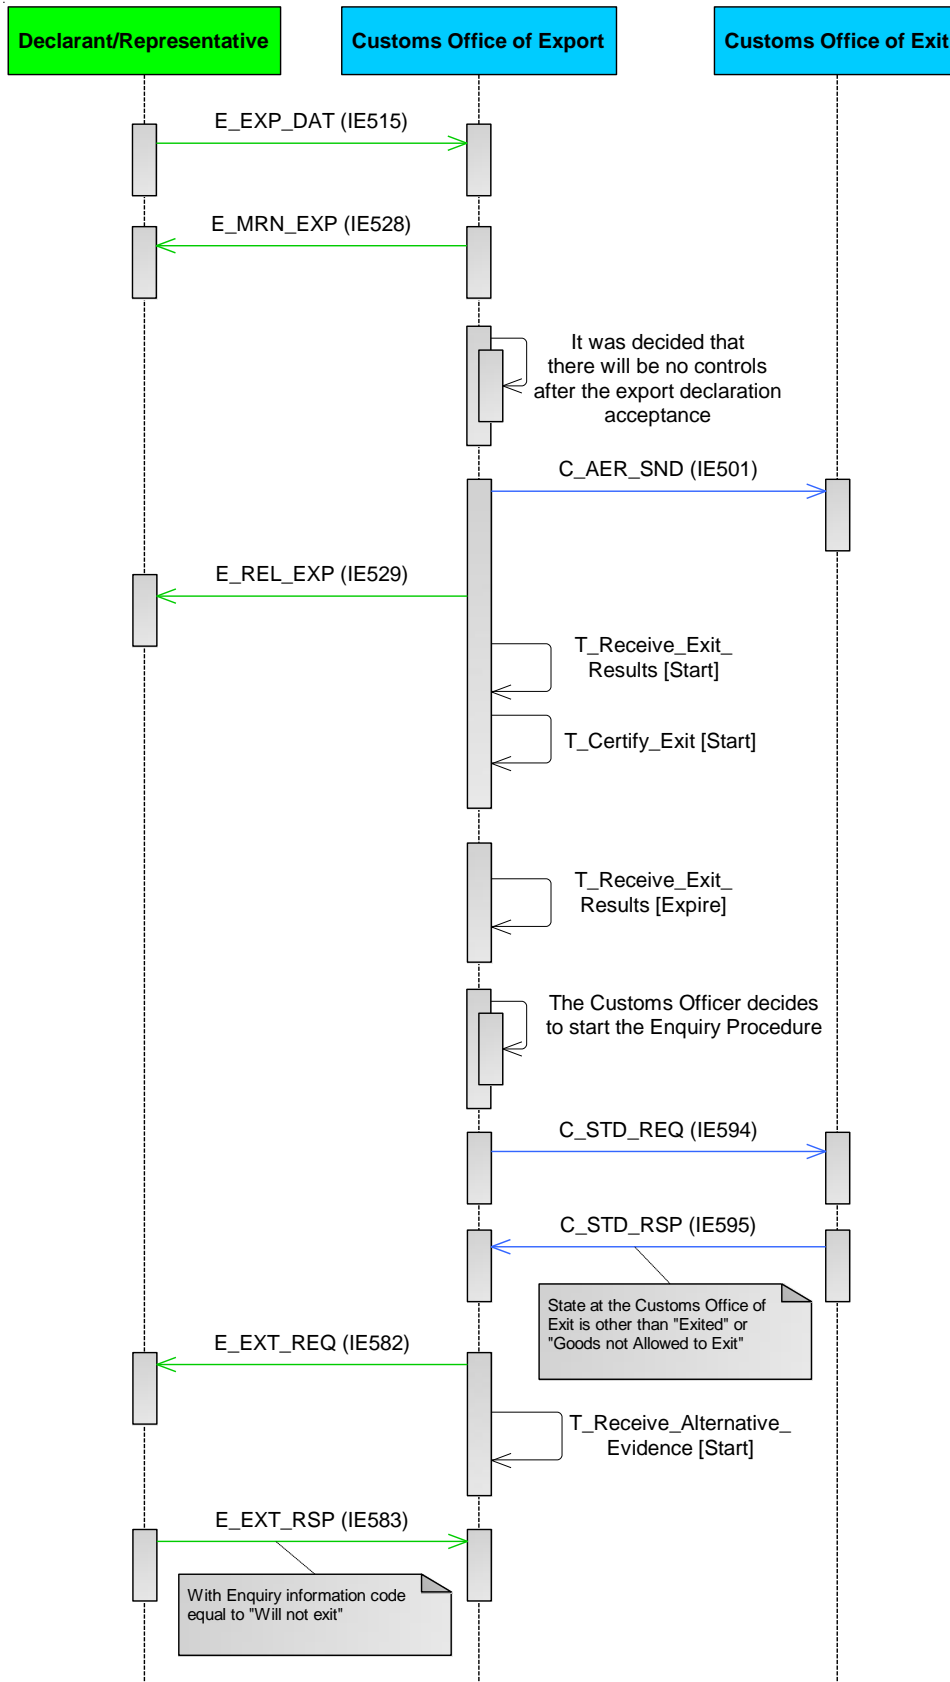 Declarant/Representative
Customs Office of Export
Customs Office of Exit
E_EXP_DAT (IE515)
E_MRN_EXP (IE528)
It was decided that
there will be no controls
after the export declaration
acceptance
C_AER_SND (IE501)
E_REL_EXP (IE529)
T_Receive_Exit_
Results [Start]
T_Certify_Exit [Start]
T_Receive_Exit_
Results [Expire]
The Customs Officer decides
to start the Enquiry Procedure
C_STD_REQ (IE594)
C_STD_RSP (IE595)
State at the Customs Office of
Exit is other than "Exited" or
"Goods not Allowed to Exit"
E_EXT_REQ (IE582)
T_Receive_Alternative_
Evidence [Start]
E_EXT_RSP (IE583)
With Enquiry information code
equal to "Will not exit"